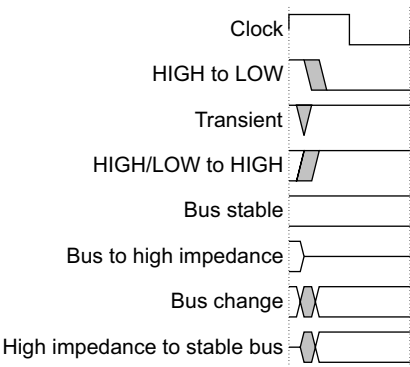 Clock
HIGH to LOW
Transient
HIGH/LOW to HIGH
Bus stable
Bus to high impedance
Bus change
High impedance to stable bus